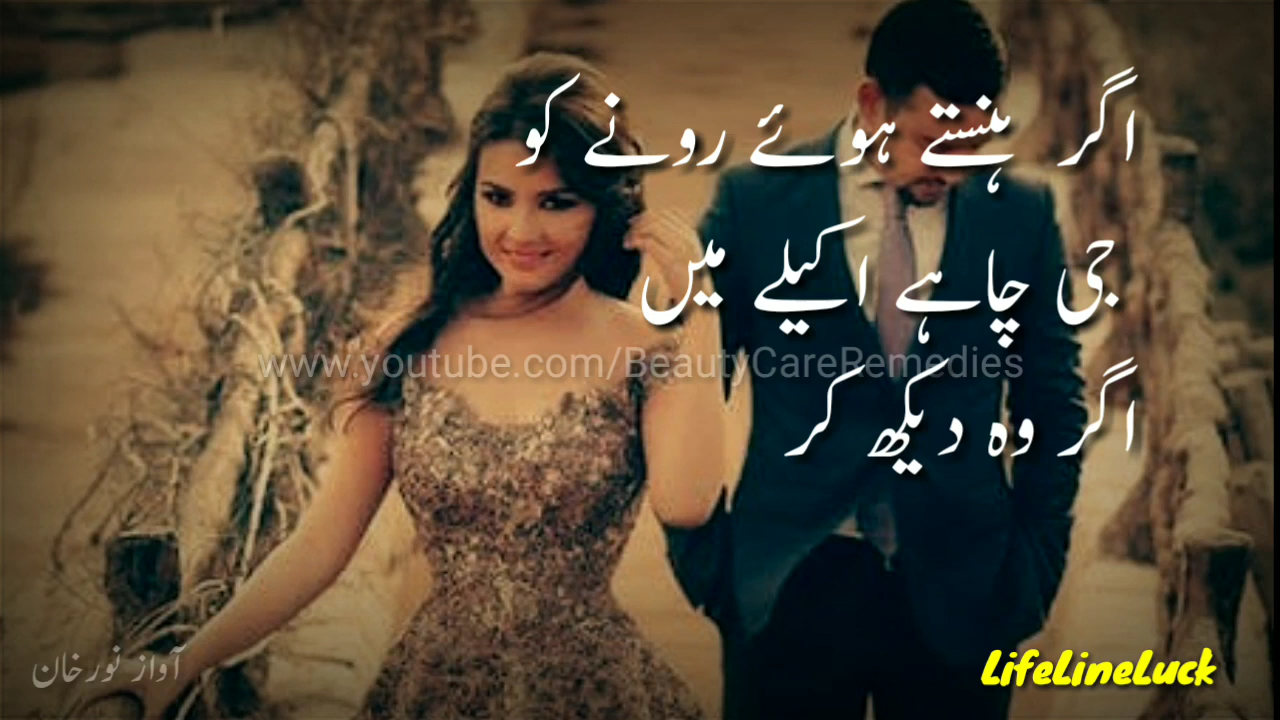 اگر ہنستے ہوئے رونے کو
جی چاہے اکیلے میں
www.youtube.com/BeautyCareRemedies
اگر وہ دیکھ کر
آواز نور خان
LifeLineLuck